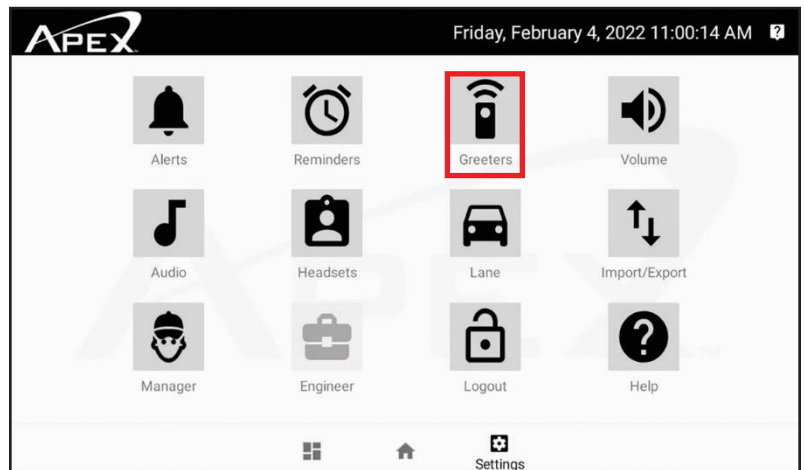 APEX
Friday, February 4, 2022 11:00:14 AM
Alerts Reminders Greeters Volume
Audio Headsets Lane Import/Export
Manager Engineer Logout Help
APEX
Settings